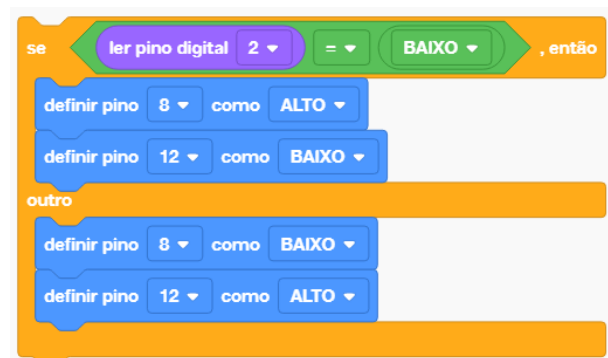 se ler pino digital 2 = BAIXO , então
definir pino 8 como ALTO
definir pino 12 como BAIXO
outro
definir pino 8 como BAIXO
definir pino 12 como ALTO